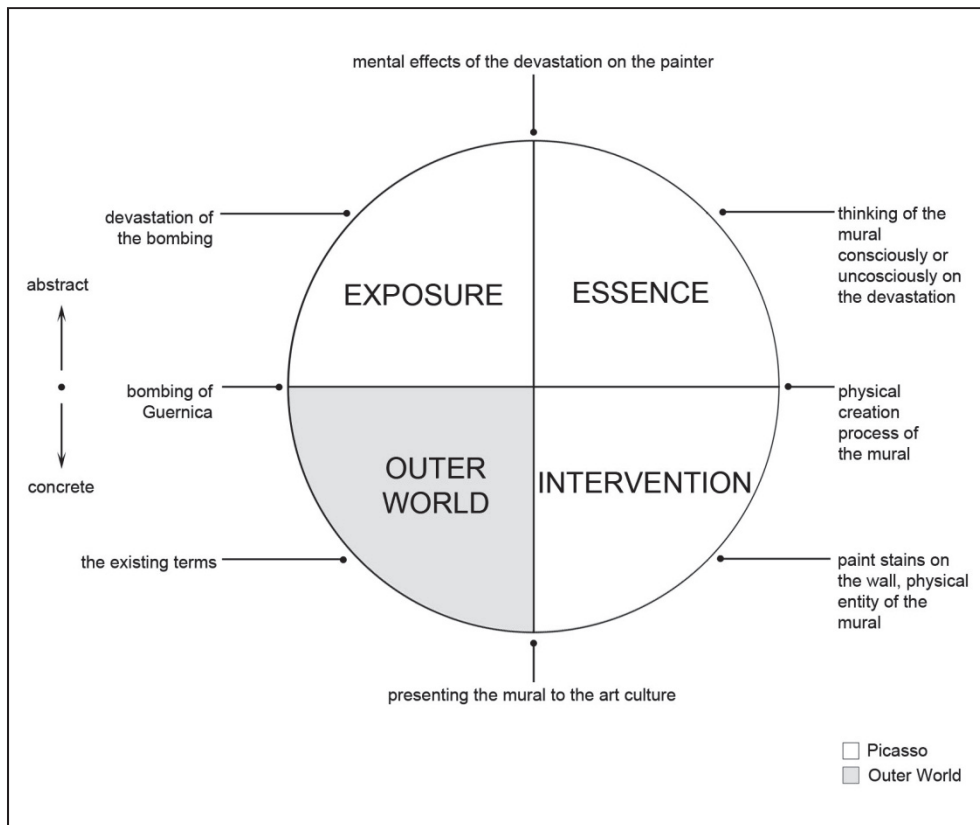 mental effects of the devastation on the painter
devastation of
the bombing
thinking of the
mural
consciously or
uncosciously on
the devastation
abstract
EXPOSURE
ESSENCE
bombing of
Guernica
physical
creation
process of
the mural
concrete
OUTER
WORLD
INTERVENTION
the existing terms
paint stains on
the wall, physical
entity of the
mural
presenting the mural to the art culture
Picasso
Outer World